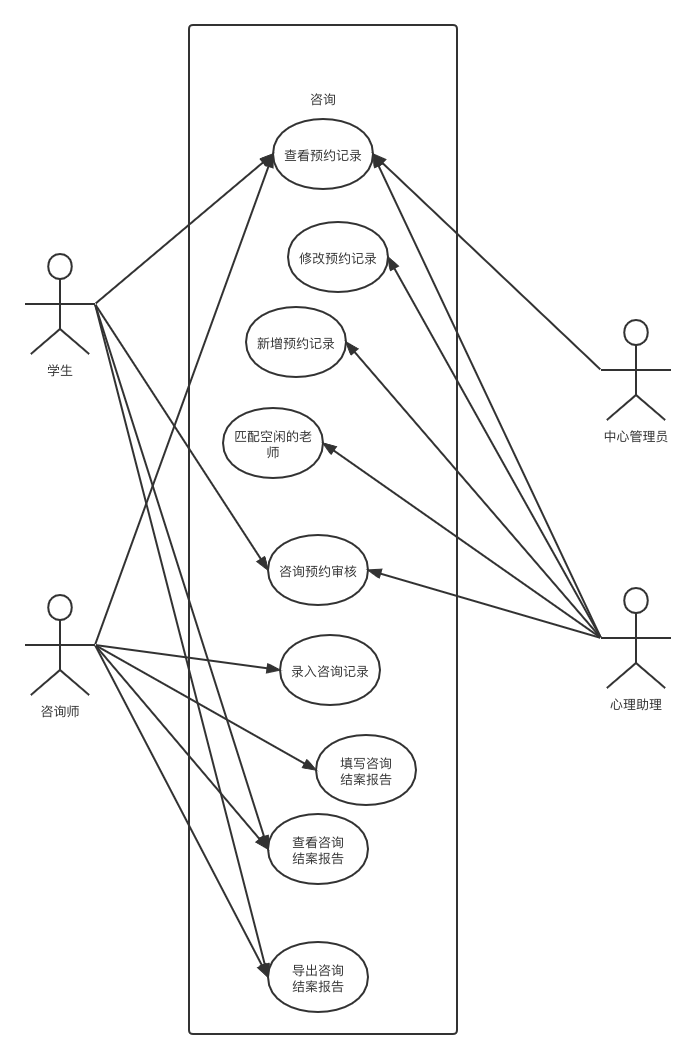 咨询
查看预约记录
修改预约记录
新增预约记录
学生
匹配空闲的老
师
中心管理员
咨询预约审核
录入咨询记录
咨询师
心理助理
填写咨询
结案报告
查看咨询
结案报告
导出咨询
结案报告